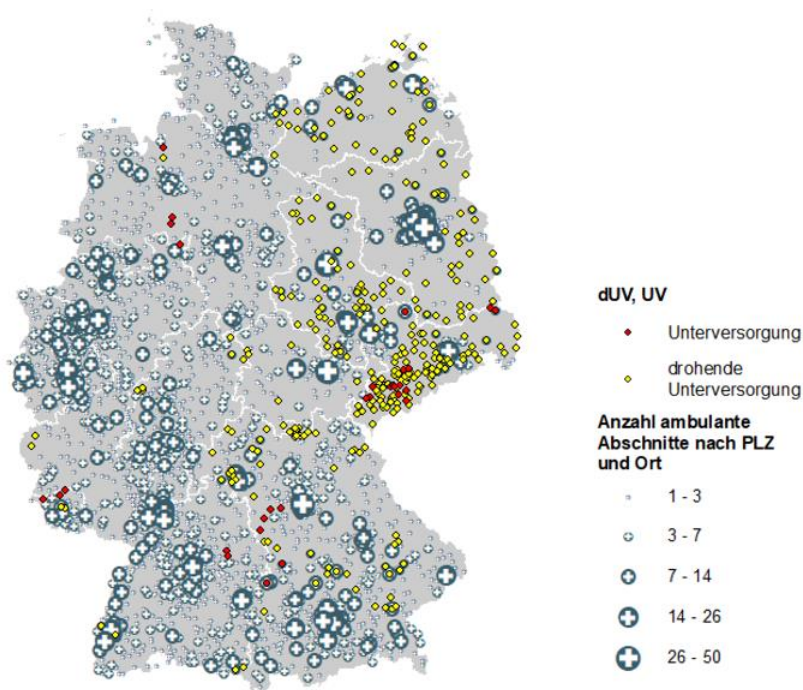 dUV, UV
Unterversorgung
drohende
Unterversorgung
Anzahl ambulante
Abschnitte nach PLZ
und Ort
1 - 3
3 - 7
7 - 14
14 - 26
26 - 50